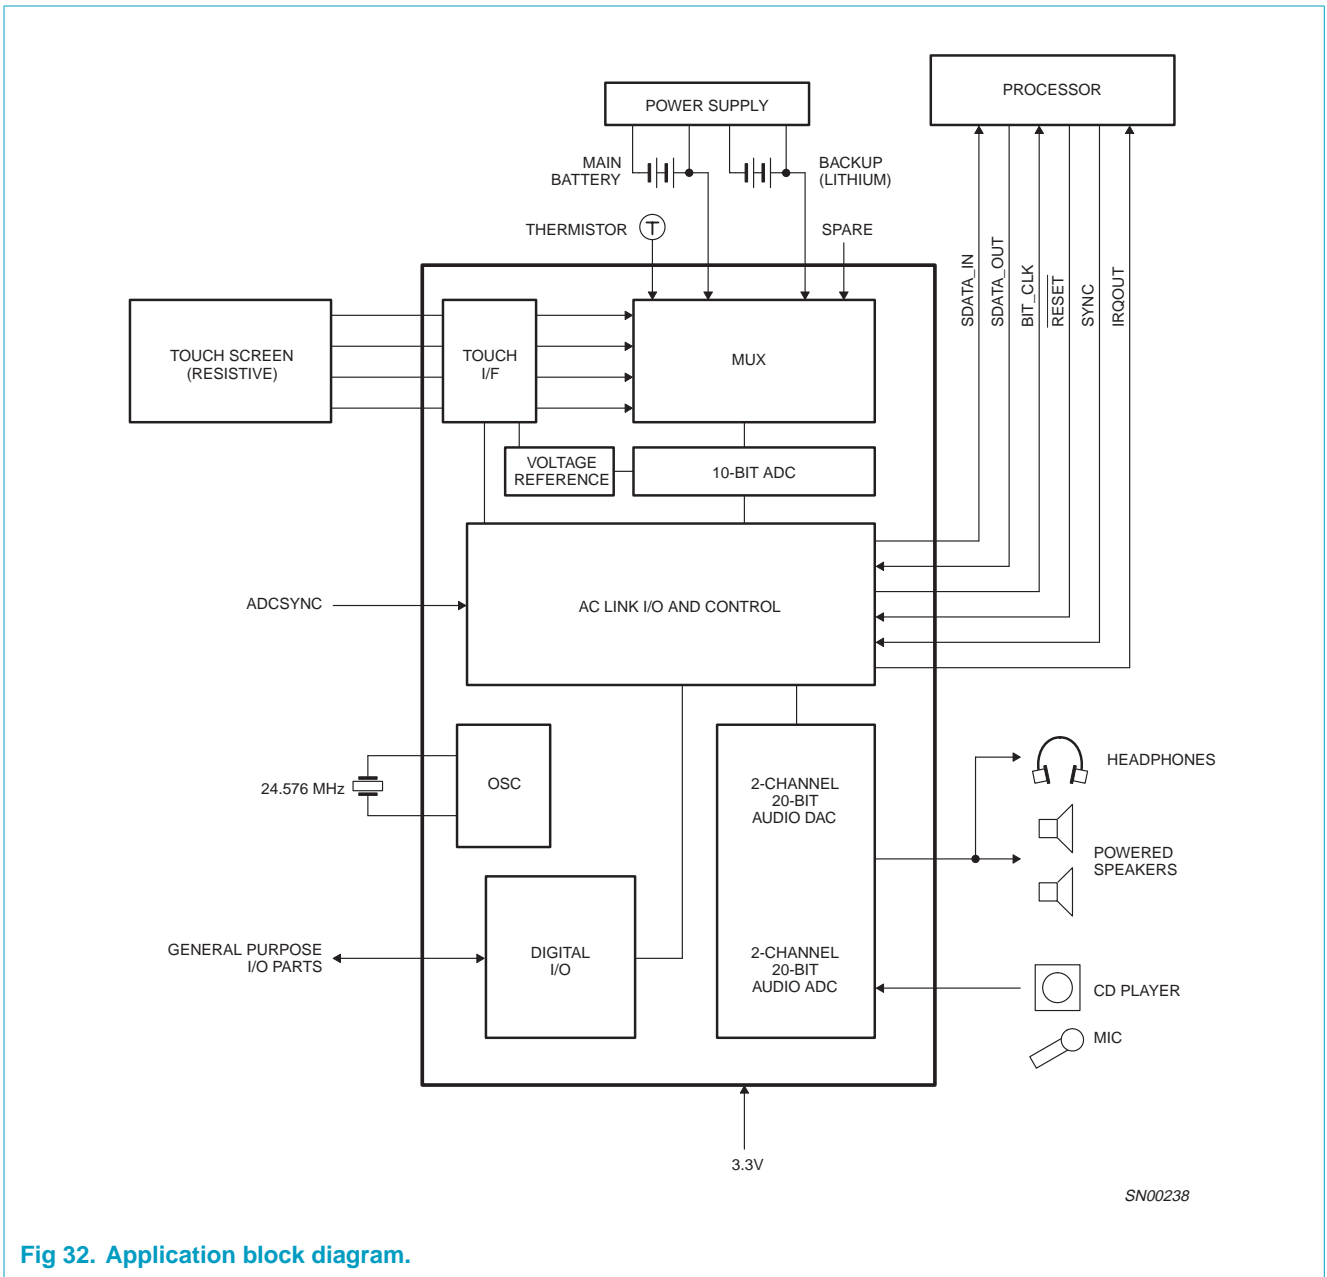 PROCESSOR
POWER SUPPLY
MAIN
BATTERY
BACKUP
(LITHIUM)
THERMISTOR
T
SPARE
SDATA_IN
SDATA_OUT
BIT_CLK
RESET
SYNC
IRQOUT
TOUCH SCREEN
(RESISTIVE)
TOUCH
I/F
MUX
VOLTAGE
REFERENCE
10-BIT ADC
ADCSYNC
AC LINK I/O AND CONTROL
24.576 MHz
OSC
2-CHANNEL
20-BIT
AUDIO DAC
HEADPHONES
POWERED
SPEAKERS
GENERAL PURPOSE
I/O PARTS
DIGITAL
I/O
2-CHANNEL
20-BIT
AUDIO ADC
CD PLAYER
MIC
3.3V
SN00238
Fig 32. Application block diagram.